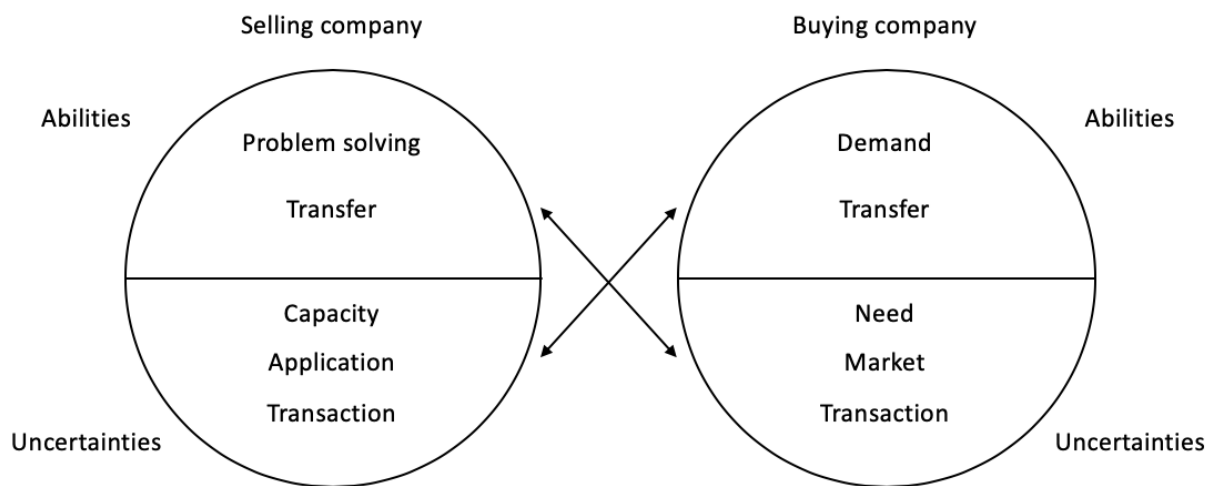 Selling company
Buying company
Abilities
Abilities
Problem solving
Transfer
Demand
Transfer
Capacity
Application
Transaction
Need
Market
Transaction
Uncertainties
Uncertainties